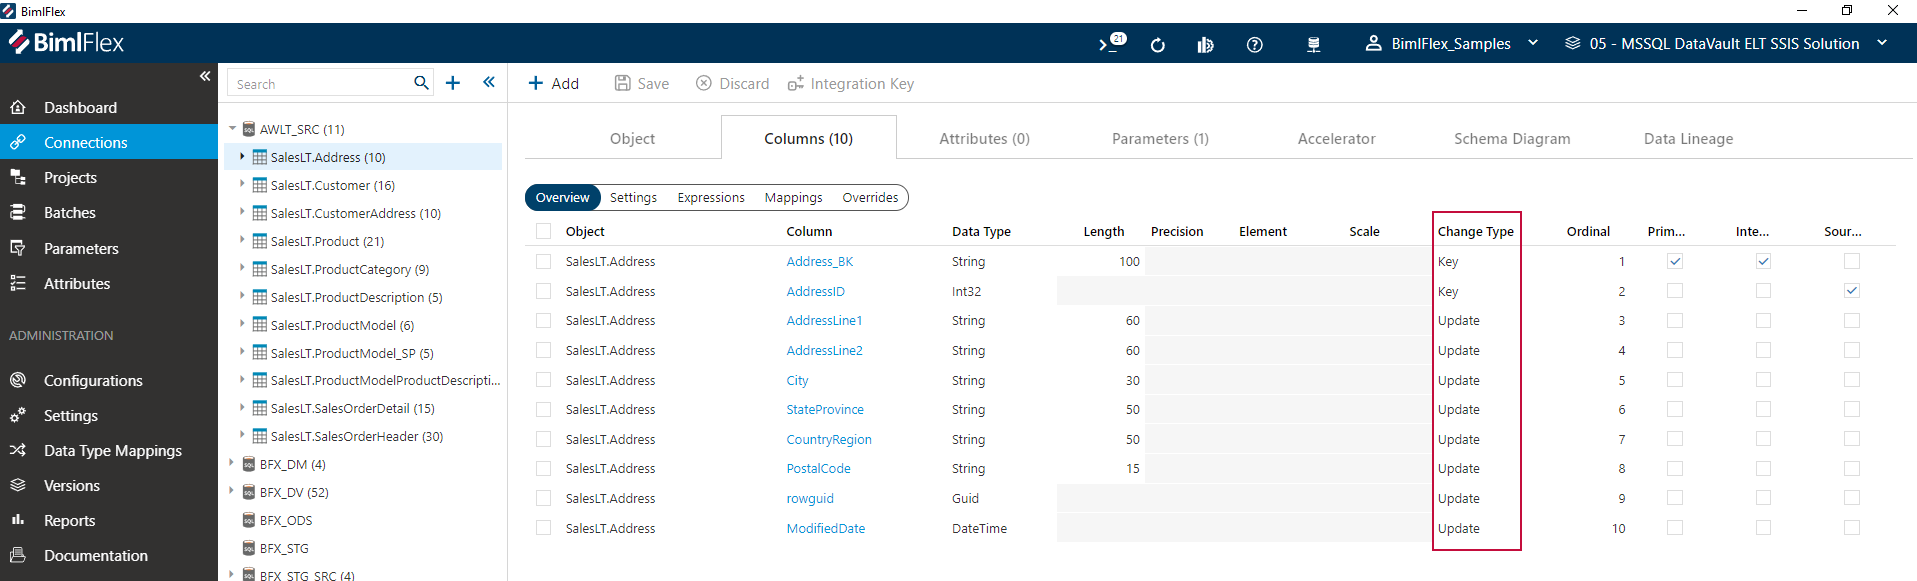 BimlFlex
BimlFlex
21
BimlFlex_Samples
05 - MSSQL DataVault ELT SSIS Solution
Dashboard
Connections
Projects
Batches
Parameters
Attributes
ADMINISTRATION
Configurations
Settings
Data Type Mappings
Versions
Reports
Documentation
Search
AWLT_SRC (11)
SalesLT.Address (10)
SalesLT.Customer (16)
SalesLT.CustomerAddress (10)
SalesLT.Product (21)
SalesLT.ProductCategory (9)
SalesLT.ProductDescription (5)
SalesLT.ProductModel (6)
SalesLT.ProductModel_SP (5)
SalesLT.ProductModelProductDescripti...
SalesLT.SalesOrderDetail (15)
SalesLT.SalesOrderHeader (30)
BFX_DM (4)
BFX_DV (52)
BFX_ODS
BFX_STG
BFX_STG_SRC (4)
Add Save Discard Integration Key
Object Columns (10) Attributes (0) Parameters (1) Accelerator Schema Diagram Data Lineage
Overview Settings Expressions Mappings Overrides
Object Column Data Type Length Precision Element Scale Change Type Ordinal Prim... Inte... Sour...
SalesLT.Address Address_BK String 100 Key 1
SalesLT.Address AddressID Int32 Key 2
SalesLT.Address AddressLine1 String 60 Update 3
SalesLT.Address AddressLine2 String 60 Update 4
SalesLT.Address City String 30 Update 5
SalesLT.Address StateProvince String 50 Update 6
SalesLT.Address CountryRegion String 50 Update 7
SalesLT.Address PostalCode String 15 Update 8
SalesLT.Address rowguid Guid Update 9
SalesLT.Address ModifiedDate DateTime Update 10